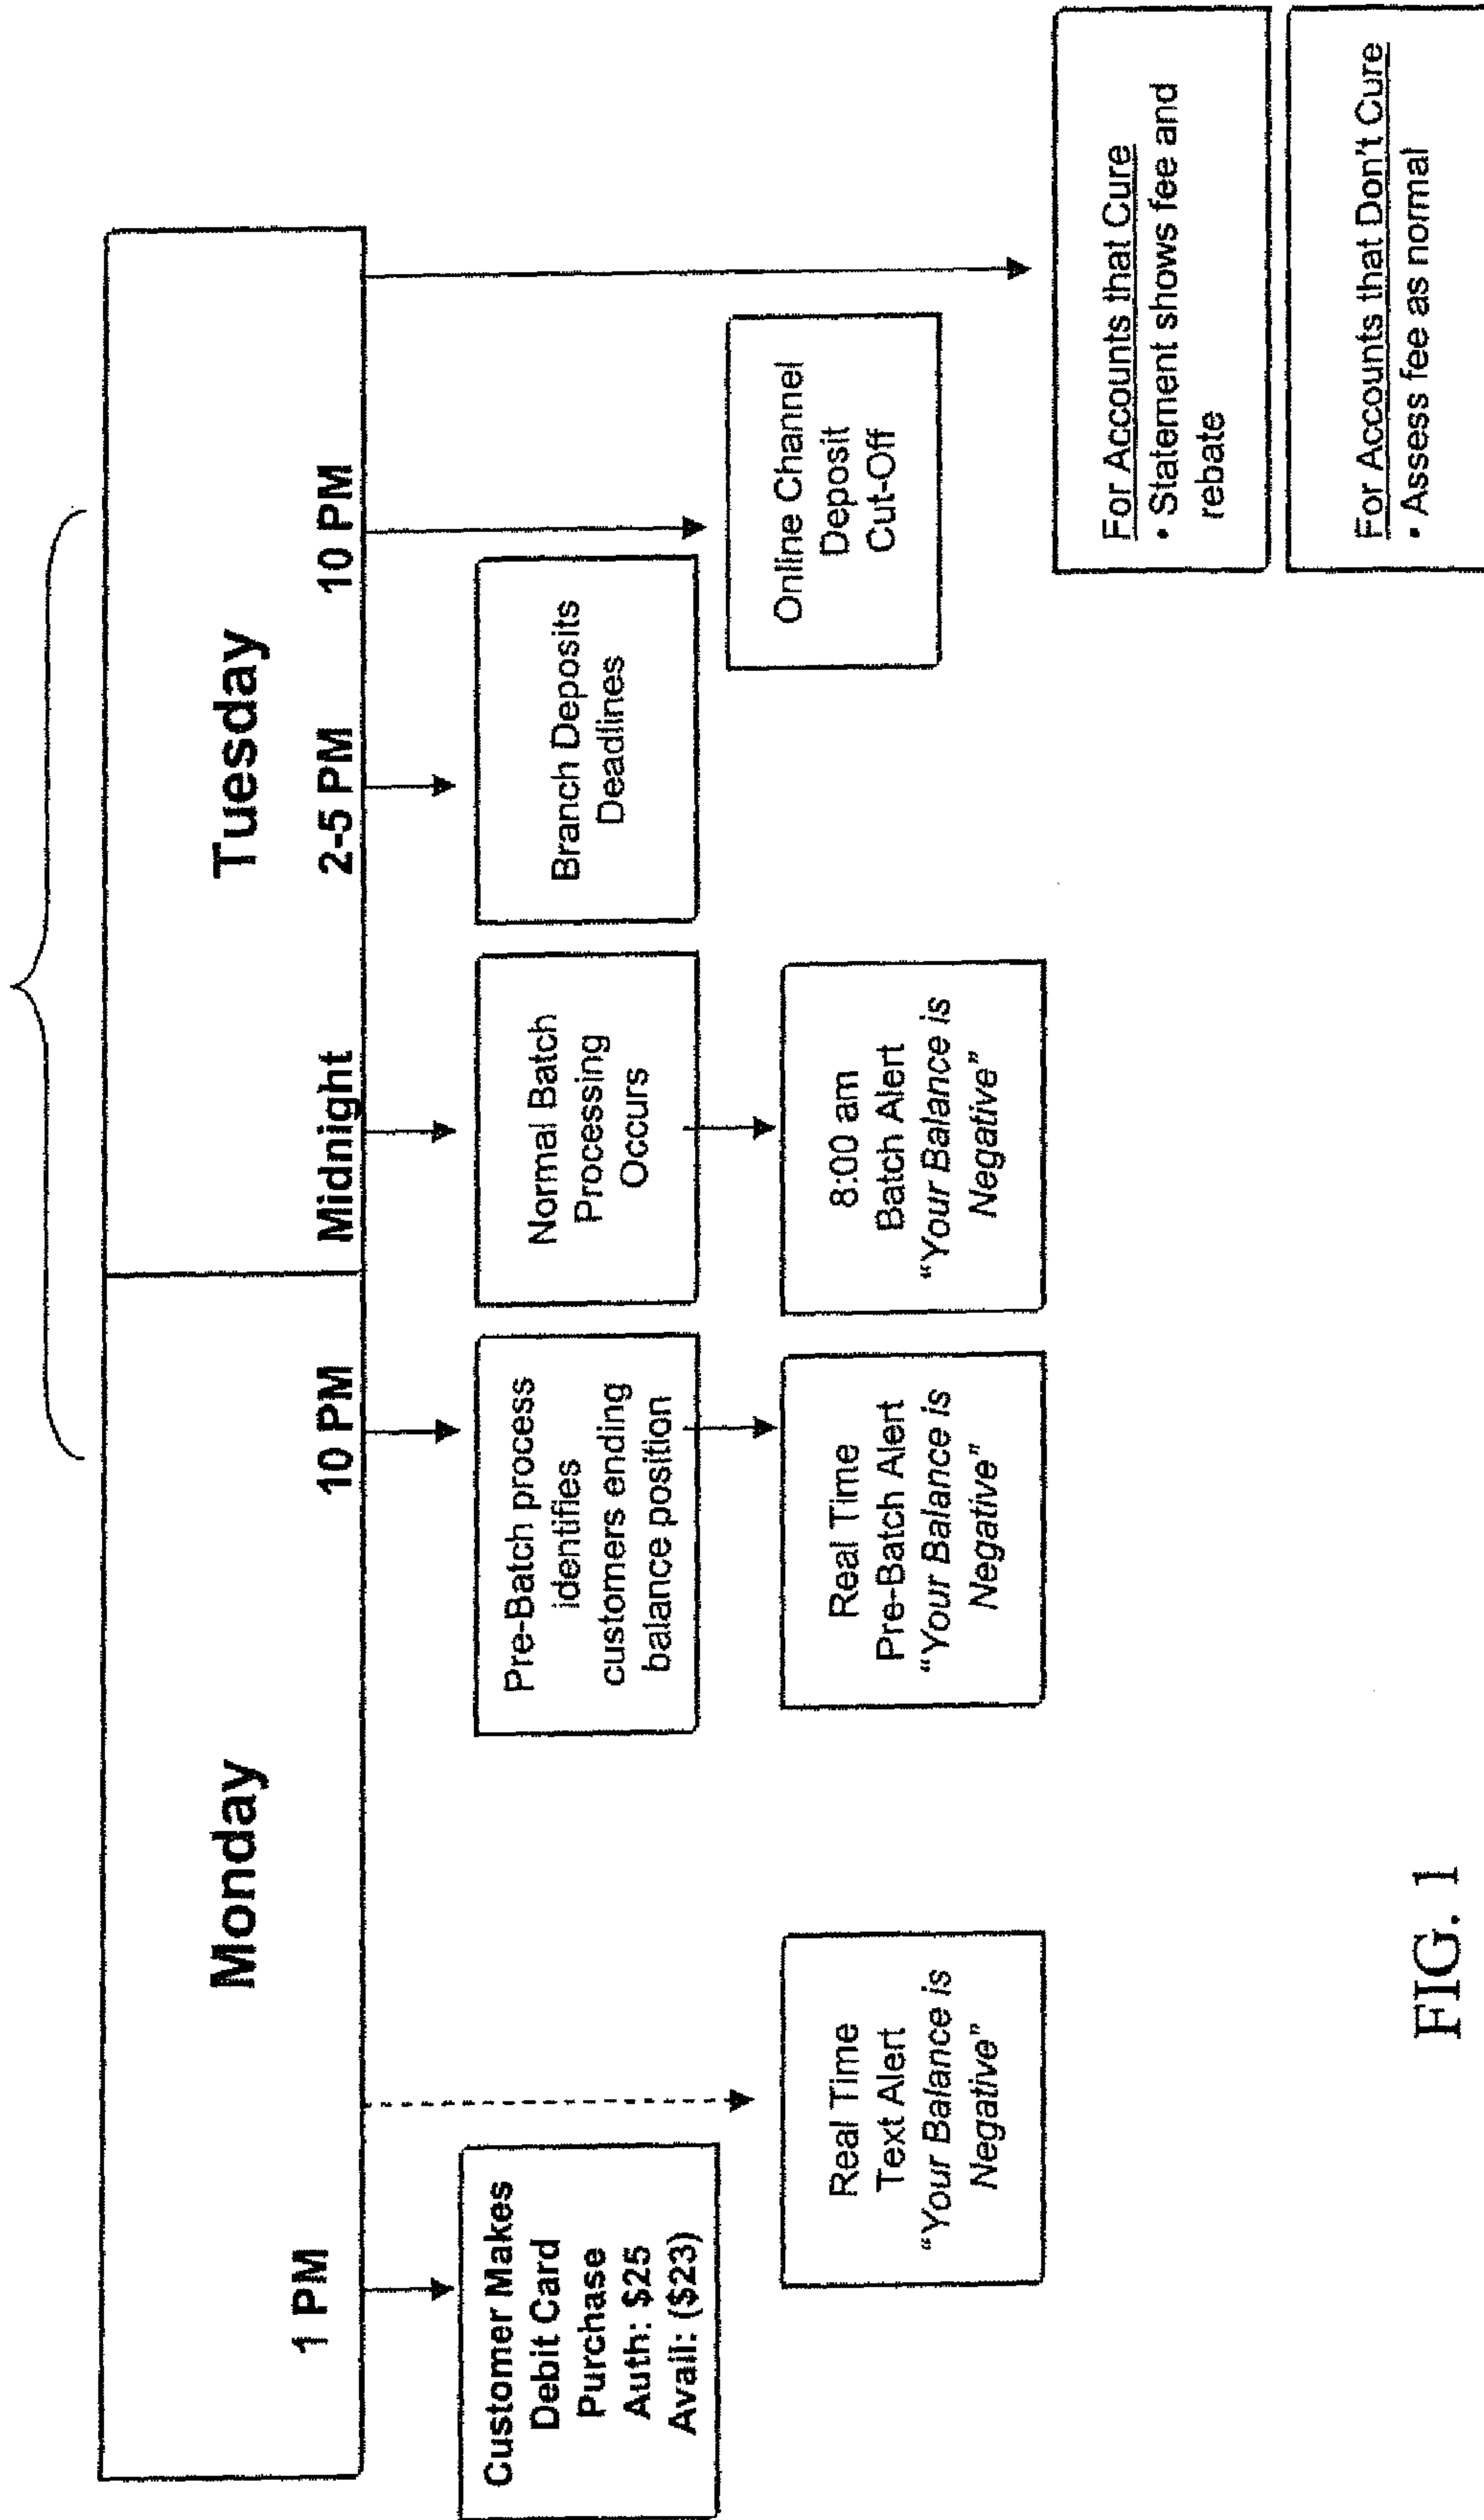 Monday
Tuesday
1 PM
10 PM
Midnight
2-5 PM
10 PM
Customer Makes
Debit Card
Purchase
Auth: $25
Avail: ($23)
Real Time
Text Alert
“Your Balance is
Negative”
Pre-Batch process
identifies
customers ending
balance position
Real Time
Pre-Batch Alert
“Your Balance is
Negative”
Normal Batch
Processing
Occurs
8:00 am
Batch Alert
“Your Balance is
Negative”
Branch Deposits
Deadlines
Online Channel
Deposit
Cut-Off
For Accounts that Cure
• Statement shows fee and
rebate
For Accounts that Don't Cure
• Assess fee as normal
FIG. 1